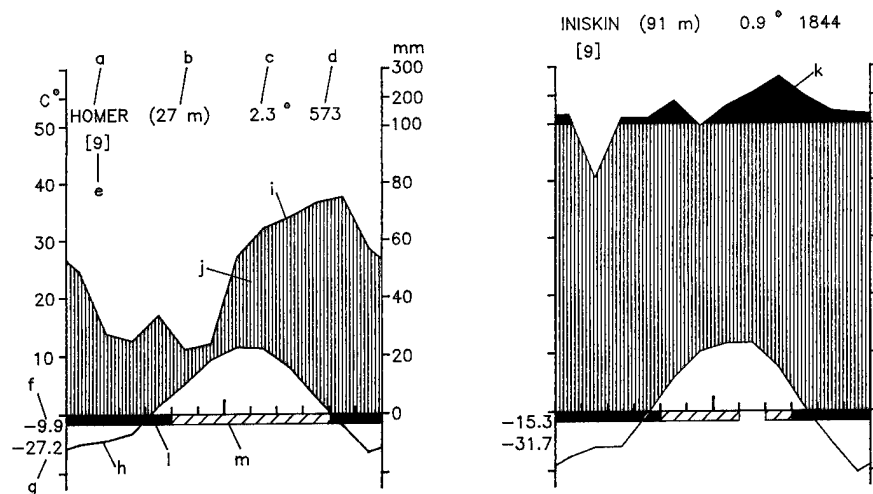 a b c d mm
300
C° 200
HOMER (27 m) 2.3° 573
50 100
[9]
e
40 80
i
30 60
j
20 40
10 20
f
-9.9 0
-27.2
g h l m
INISKIN (91 m) 0.9° 1844
[9]
k
-15.3
-31.7